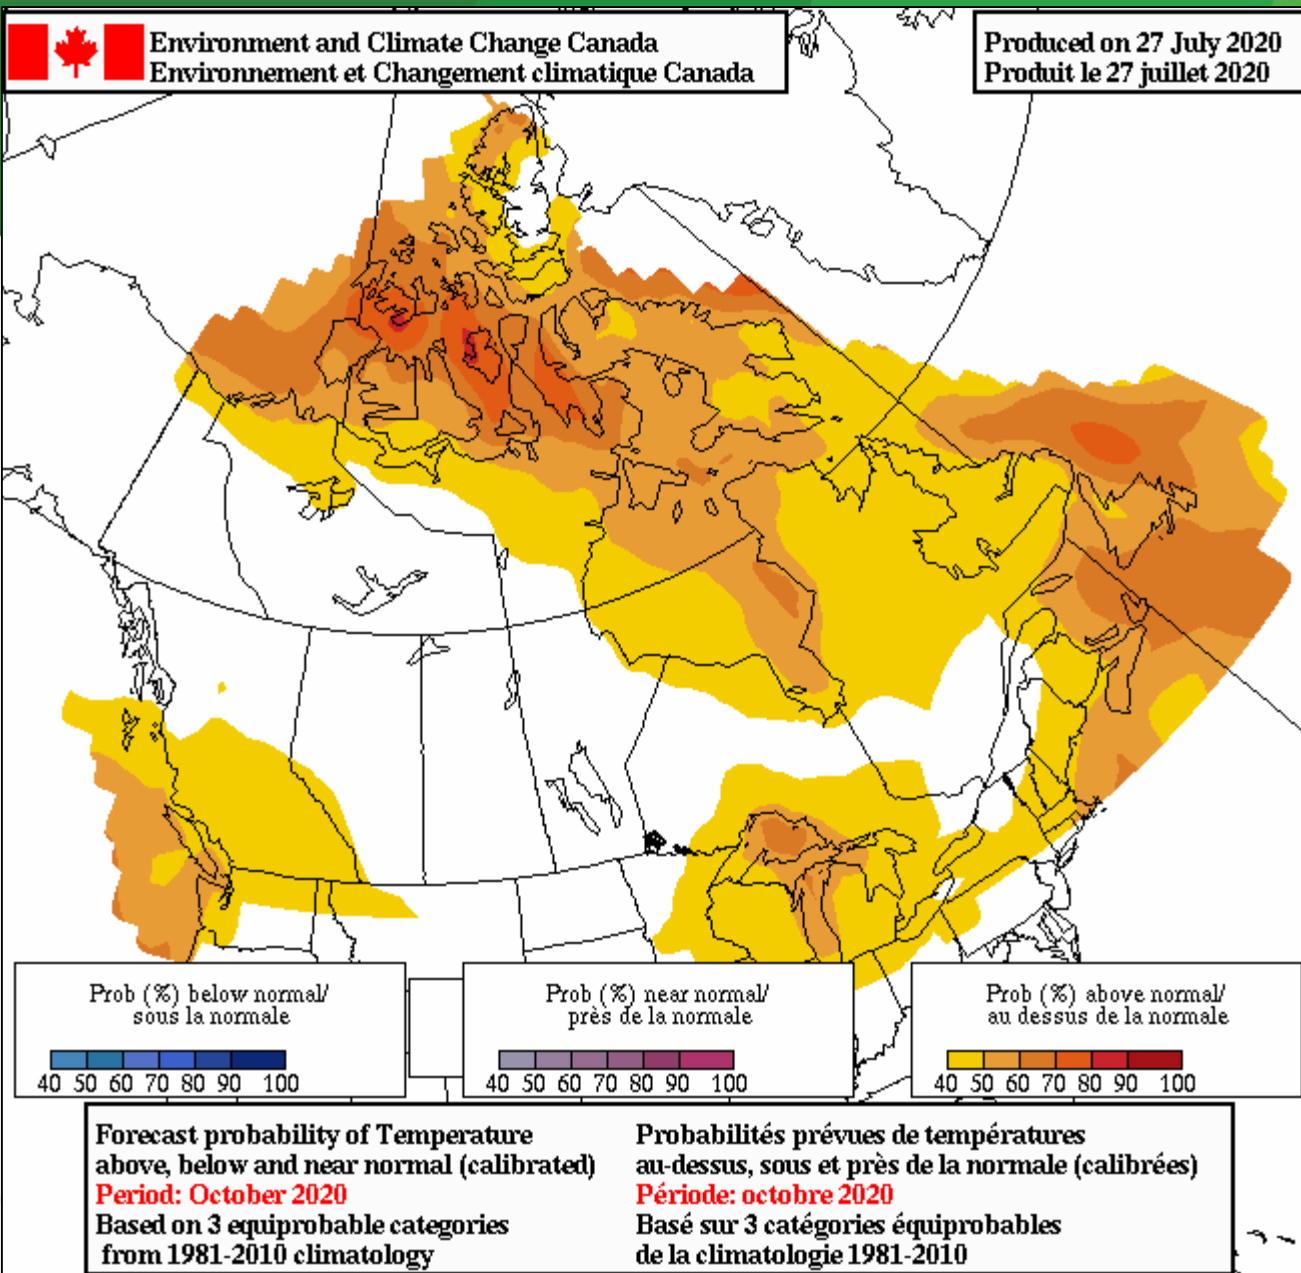 Environment and Climate Change Canada
Environnement et Changement climatique Canada
Produced on 27 July 2020
Produit le 27 juillet 2020
Prob (%) below normal/
sous la normale
40 50 60 70 80 90 100
Prob (%) near normal/
près de la normale
40 50 60 70 80 90 100
Prob (%) above normal/
au dessus de la normale
40 50 60 70 80 90 100
Forecast probability of Temperature
above, below and near normal (calibrated)
Period: October 2020
Based on 3 equiprobable categories
from 1981-2010 climatology
Probabilités prévues de températures
au-dessus, sous et près de la normale (calibrées)
Période: octobre 2020
Basé sur 3 catégories équiprobables
de la climatologie 1981-2010